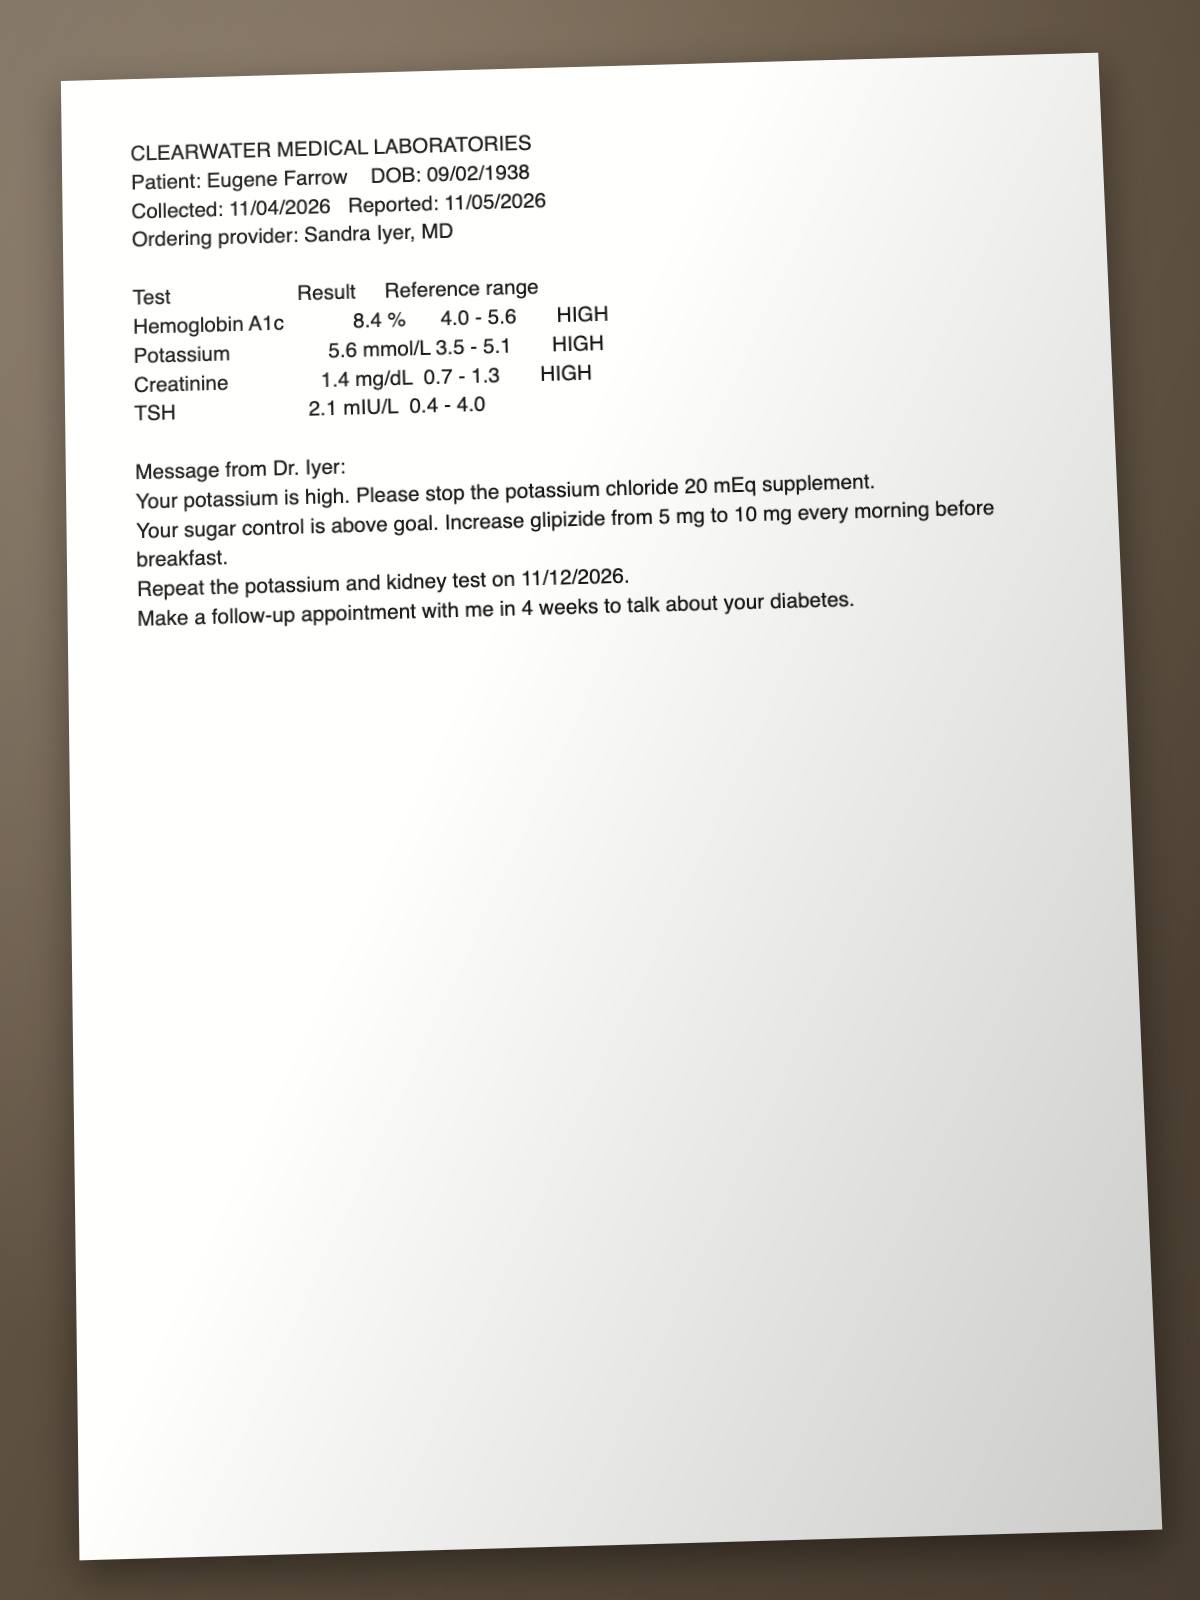 CLEARWATER MEDICAL LABORATORIES
Patient: Eugene Farrow DOB: 09/02/1938
Collected: 11/04/2026 Reported: 11/05/2026
Ordering provider: Sandra Iyer, MD
Test Result Reference range
Hemoglobin A1c 8.4 % 4.0 - 5.6 HIGH
Potassium 5.6 mmol/L 3.5 - 5.1 HIGH
Creatinine 1.4 mg/dL 0.7 - 1.3 HIGH
TSH 2.1 mIU/L 0.4 - 4.0
Message from Dr. Iyer:
Your potassium is high. Please stop the potassium chloride 20 mEq supplement.
Your sugar control is above goal. Increase glipizide from 5 mg to 10 mg every morning before
breakfast.
Repeat the potassium and kidney test on 11/12/2026.
Make a follow-up appointment with me in 4 weeks to talk about your diabetes.